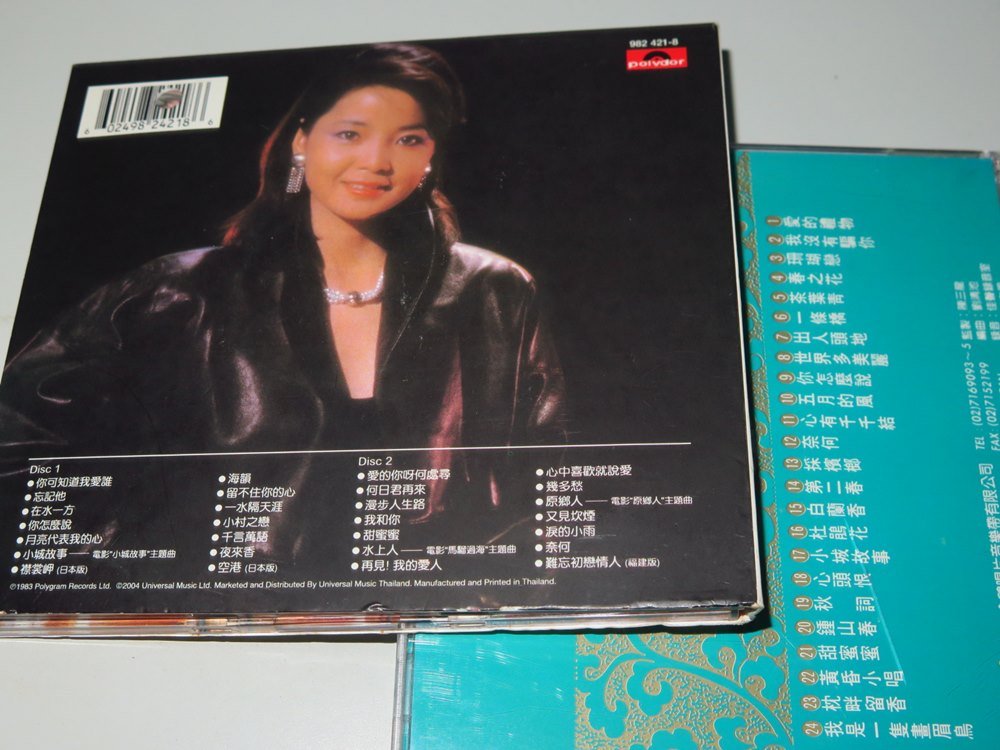 982 421-8
polydor
6 02498 24218 6
Disc 1
●你可知道我愛誰
●忘記他
●在水一方
●你怎麼說
●月亮代表我的心
●小城故事——電影“小城故事”主題曲
●襟裳岬 (日本版)
●海韻
●留不住你的心
●一水隔天涯
●小村之戀
●千言萬語
●夜來香
●空港 (日本版)
Disc 2
●愛的你呀何處尋
●何日君再來
●漫步人生路
●我和你
●甜蜜蜜
●水上人——電影“馬騮過海”主題曲
●再見! 我的愛人
●心中喜歡就說愛
●幾多愁
●原鄉人——電影“原鄉人”主題曲
●又見炊煙
●淚的小雨
●奈何
●難忘初戀情人 (福建版)
℗1983 Polygram Records Ltd. ©2004 Universal Music Ltd. Marketed and Distributed By Universal Music Thailand. Manufactured and Printed in Thailand.
1 愛的禮物
2 我沒有騙你
3 珊瑚戀
4 春之花
5 茶葉青
6 一條橋
7 出人頭地
8 世界多美麗
9 你怎麼說
10 五月的風
11 心有千千結
12 奈何
13 採檳榔
14 第二春
15 白蘭香
16 杜鵑花
17 小城故事
18 心頭恨
19 秋詞
20 鍾山春
21 甜蜜蜜
22 黃昏小唱
23 枕畔留香
24 我是一隻畫眉鳥
TEL (02)7169093~5
FAX (02)7152199